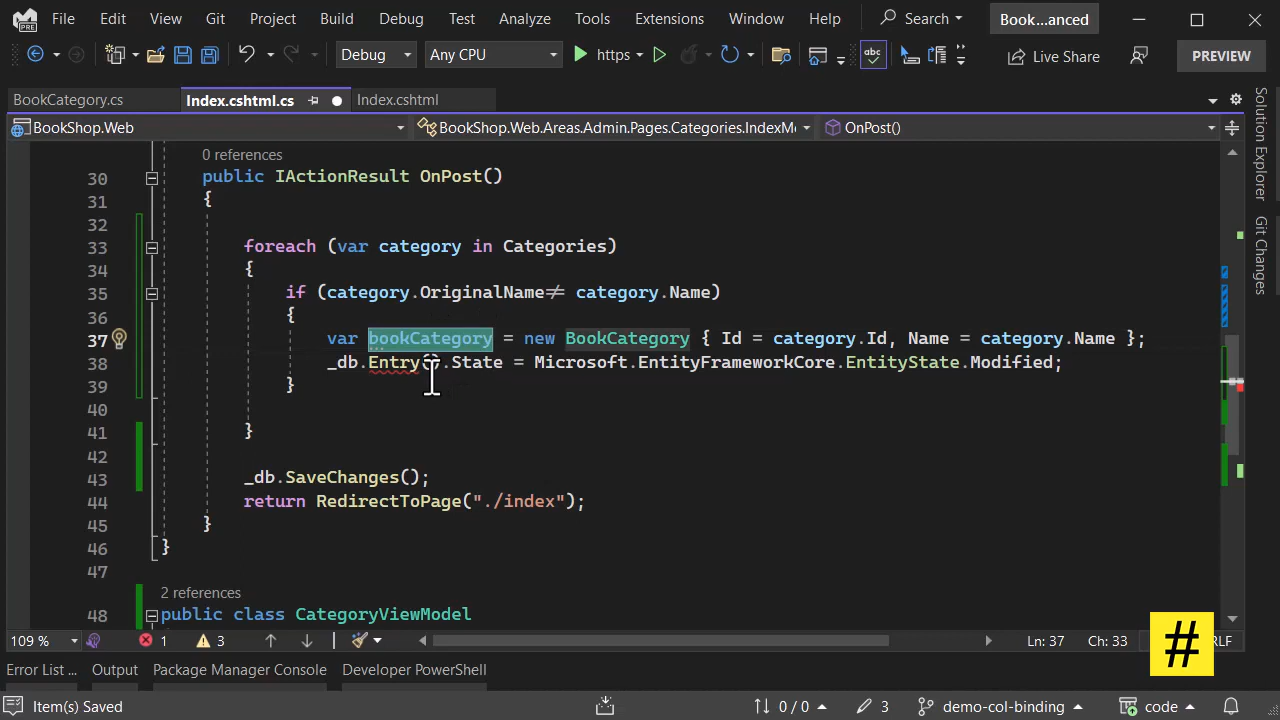 File Edit View Git Project Build Debug Test Analyze Tools Extensions Window Help Search Book...anced
PRE
Debug Any CPU https abc Live Share PREVIEW
BookCategory.cs Index.cshtml.cs Index.cshtml
BookShop.Web BookShop.Web.Areas.Admin.Pages.Categories.IndexM OnPost()
0 references
30 public IActionResult OnPost()
31 {
32
33 foreach (var category in Categories)
34 {
35 if (category.OriginalName≠ category.Name)
36 {
37 var bookCategory = new BookCategory { Id = category.Id, Name = category.Name };
38 _db.Entry().State = Microsoft.EntityFrameworkCore.EntityState.Modified;
39 }
40
41 }
42
43 _db.SaveChanges();
44 return RedirectToPage("./index");
45 }
46 }
47
2 references
48 public class CategoryViewModel
109 % 1 3 Ln: 37 Ch: 33 RLF
#
Error List ... Output Package Manager Console Developer PowerShell
Item(s) Saved 0 / 0 3 demo-col-binding code
Solution Explorer
Git Changes